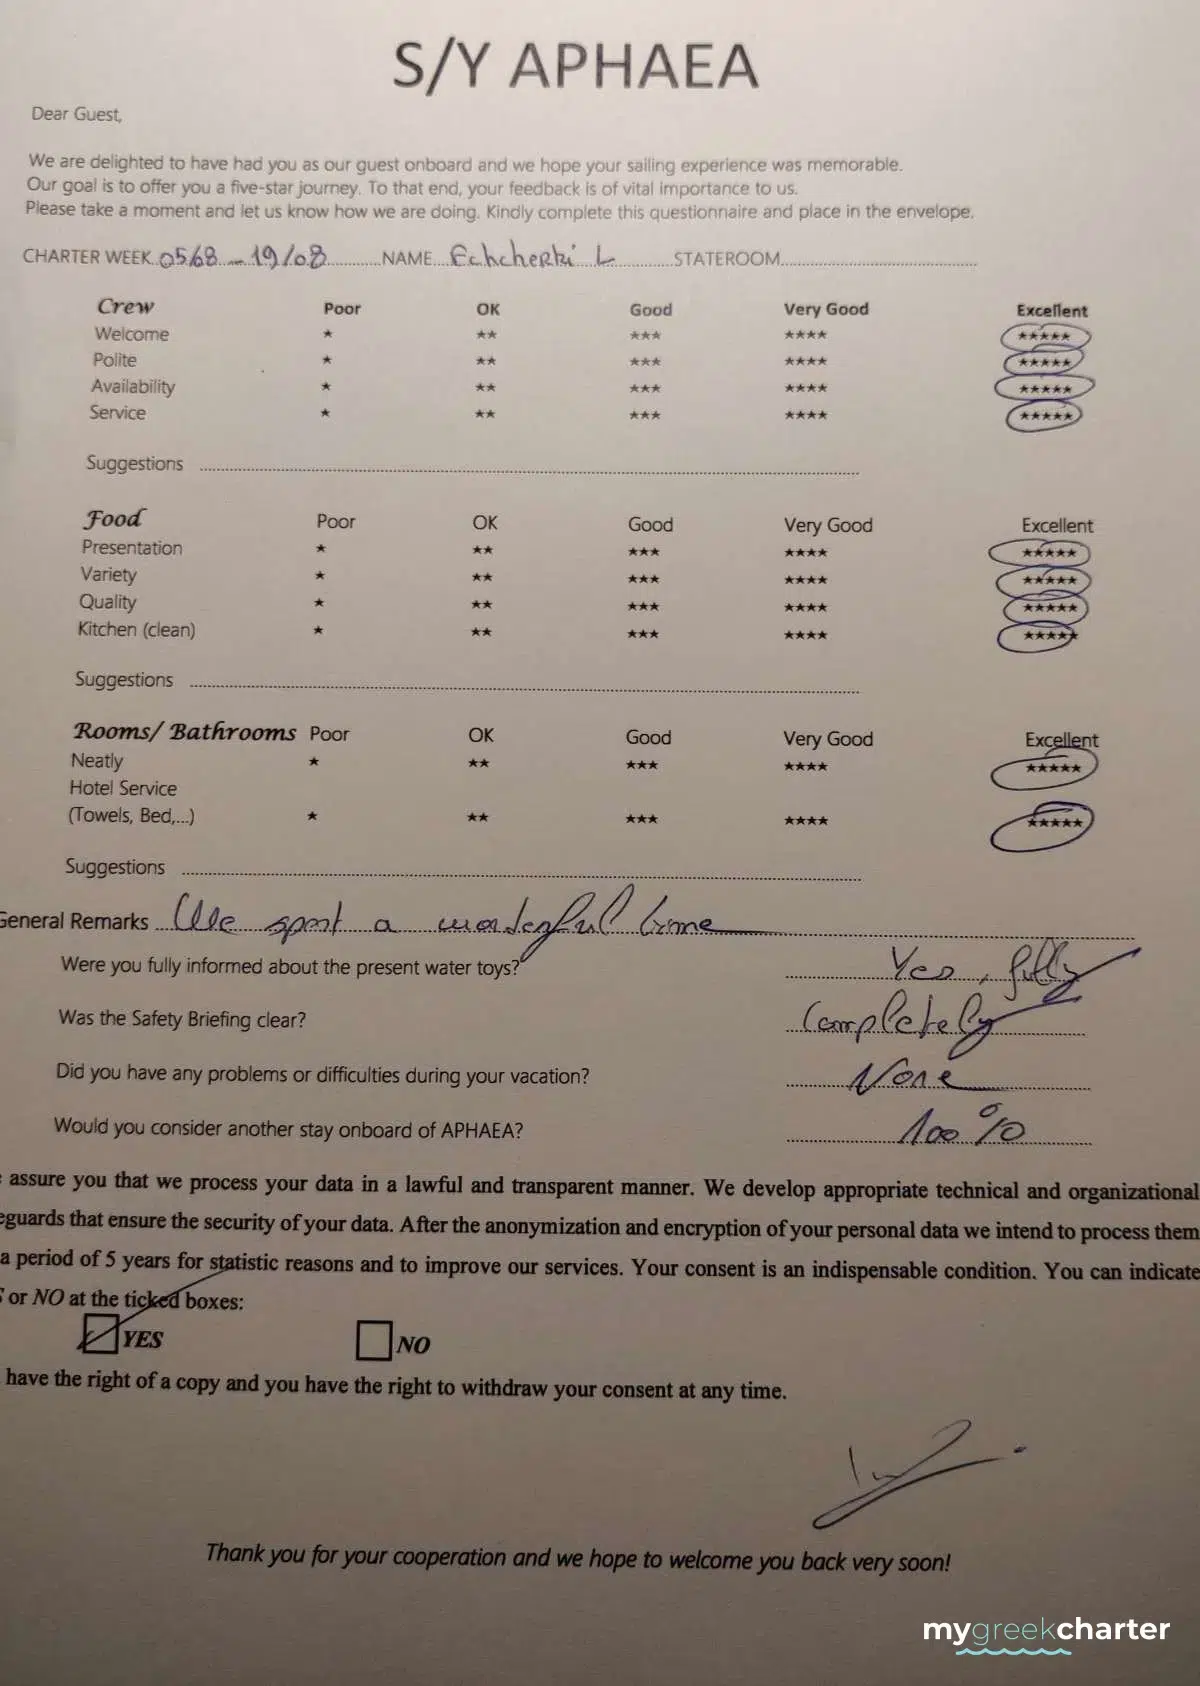 S/Y APHAEA
Dear Guest,
We are delighted to have had you as our guest onboard and we hope your sailing experience was memorable.
Our goal is to offer you a five-star journey. To that end, your feedback is of vital importance to us.
Please take a moment and let us know how we are doing. Kindly complete this questionnaire and place in the envelope.
CHARTER WEEK 05/08 - 19/08 NAME Echcherki L STATEROOM
Crew Poor OK Good Very Good Excellent
Welcome ★ ★★ ★★★ ★★★★ ★★★★★
Polite ★ ★★ ★★★ ★★★★ ★★★★★
Availability ★ ★★ ★★★ ★★★★ ★★★★★
Service ★ ★★ ★★★ ★★★★ ★★★★★
Suggestions
Food Poor OK Good Very Good Excellent
Presentation ★ ★★ ★★★ ★★★★ ★★★★★
Variety ★ ★★ ★★★ ★★★★ ★★★★★
Quality ★ ★★ ★★★ ★★★★ ★★★★★
Kitchen (clean) ★ ★★ ★★★ ★★★★ ★★★★★
Suggestions
Rooms/ Bathrooms Poor OK Good Very Good Excellent
Neatly ★ ★★ ★★★ ★★★★ ★★★★★
Hotel Service
(Towels, Bed,...) ★ ★★ ★★★ ★★★★ ★★★★★
Suggestions
General Remarks We spent a wonderful time
Were you fully informed about the present water toys? Yes, fully
Was the Safety Briefing clear? Completely
Did you have any problems or difficulties during your vacation? None
Would you consider another stay onboard of APHAEA? 100%
assure you that we process your data in a lawful and transparent manner. We develop appropriate technical and organizational
eguards that ensure the security of your data. After the anonymization and encryption of your personal data we intend to process them
a period of 5 years for statistic reasons and to improve our services. Your consent is an indispensable condition. You can indicate
S or NO at the ticked boxes:
YES NO
have the right of a copy and you have the right to withdraw your consent at any time.
Thank you for your cooperation and we hope to welcome you back very soon!
mygreekcharter